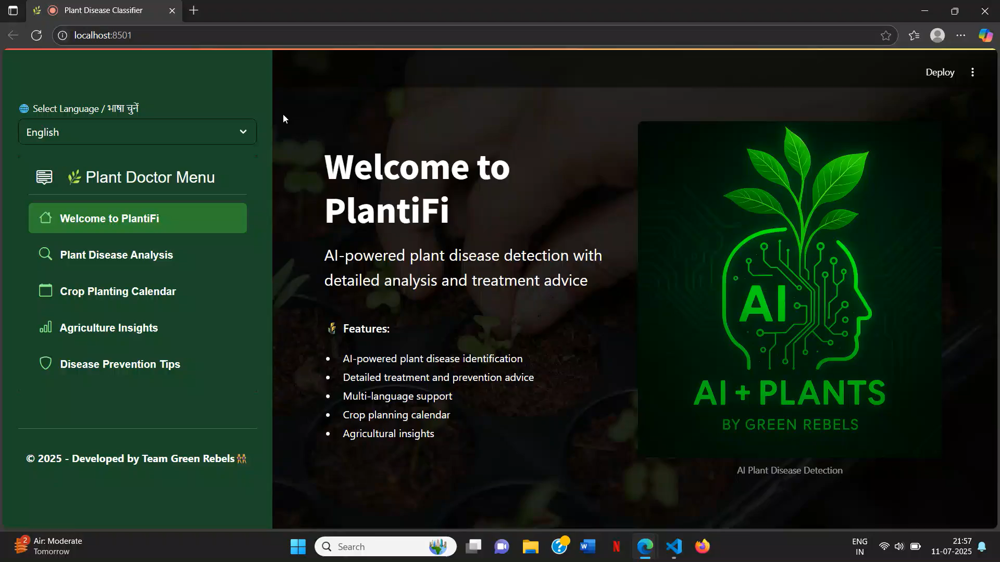 Plant Disease Classifier
localhost:8501
Deploy
Select Language / भाषा चुनें
English
Plant Doctor Menu
Welcome to PlantiFi
Plant Disease Analysis
Crop Planting Calendar
Agriculture Insights
Disease Prevention Tips
© 2025 - Developed by Team Green Rebels
Welcome to
PlantiFi
AI-powered plant disease detection with
detailed analysis and treatment advice
Features:
• AI-powered plant disease identification
• Detailed treatment and prevention advice
• Multi-language support
• Crop planning calendar
• Agricultural insights
AI
AI + PLANTS
BY GREEN REBELS
AI Plant Disease Detection
2
Air: Moderate
Tomorrow
Search
W
N
ENG
IN
21:57
11-07-2025